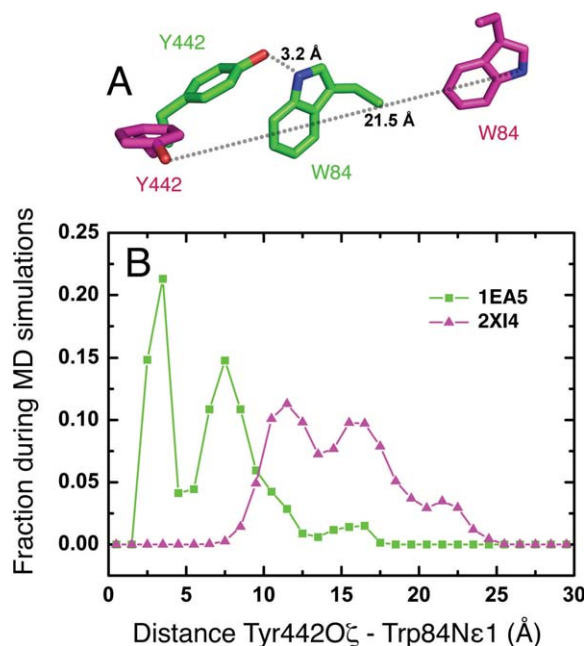 A
Y442
3.2 Å
21.5 Å
W84
Y442
W84
B
1EA5
2XI4
0.25
0.20
0.15
0.10
0.05
0.00
Fraction during MD simulations
0 5 10 15 20 25 30
Distance Tyr442Oζ - Trp84Nε1 (Å)